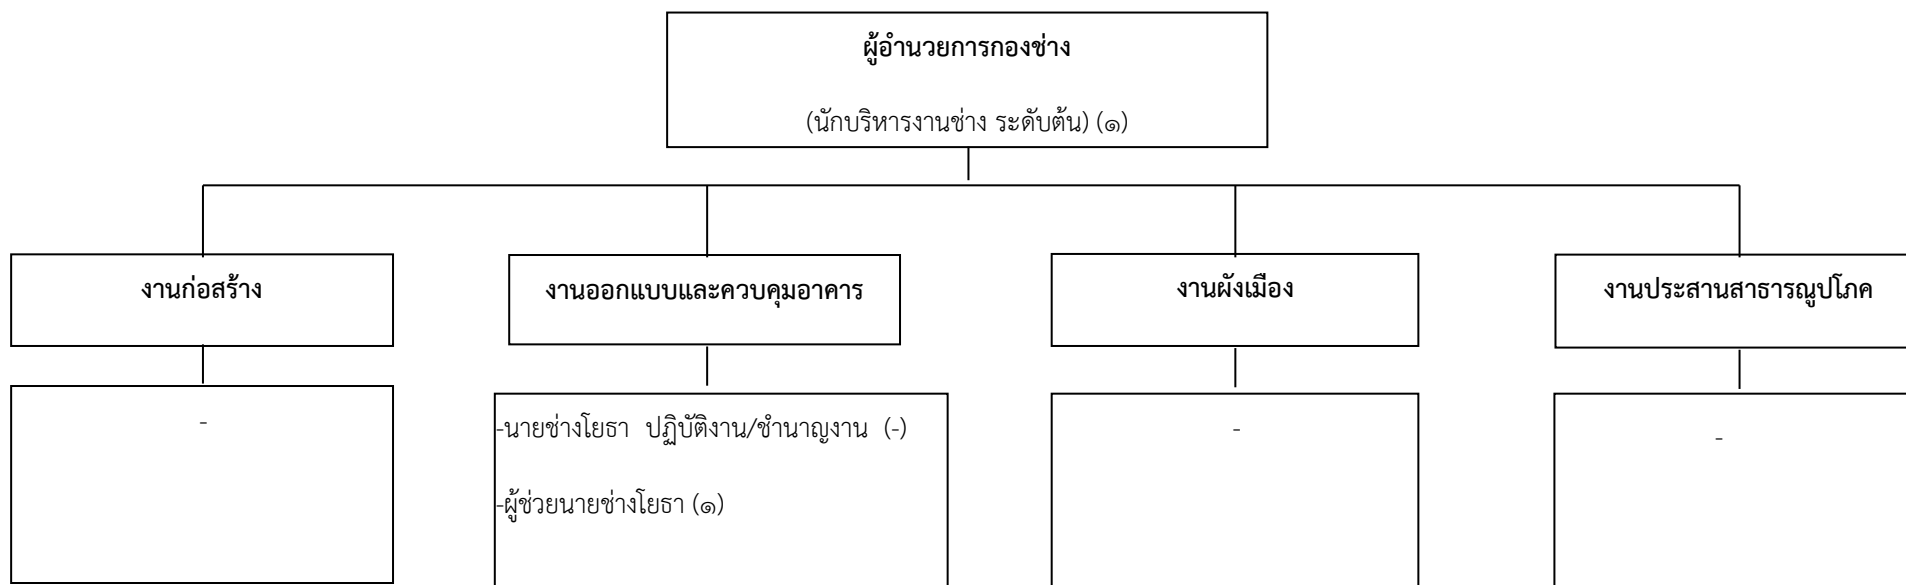 ผู้อำนวยการกองช่าง
(นักบริหารงานช่าง ระดับต้น) (๑)
งานก่อสร้าง
งานออกแบบและควบคุมอาคาร
งานผังเมือง
งานประสานสาธารณูปโภค
-
-นายช่างโยธา ปฏิบัติงาน/ชำนาญงาน (-)
-ผู้ช่วยนายช่างโยธา (๑)
-
-